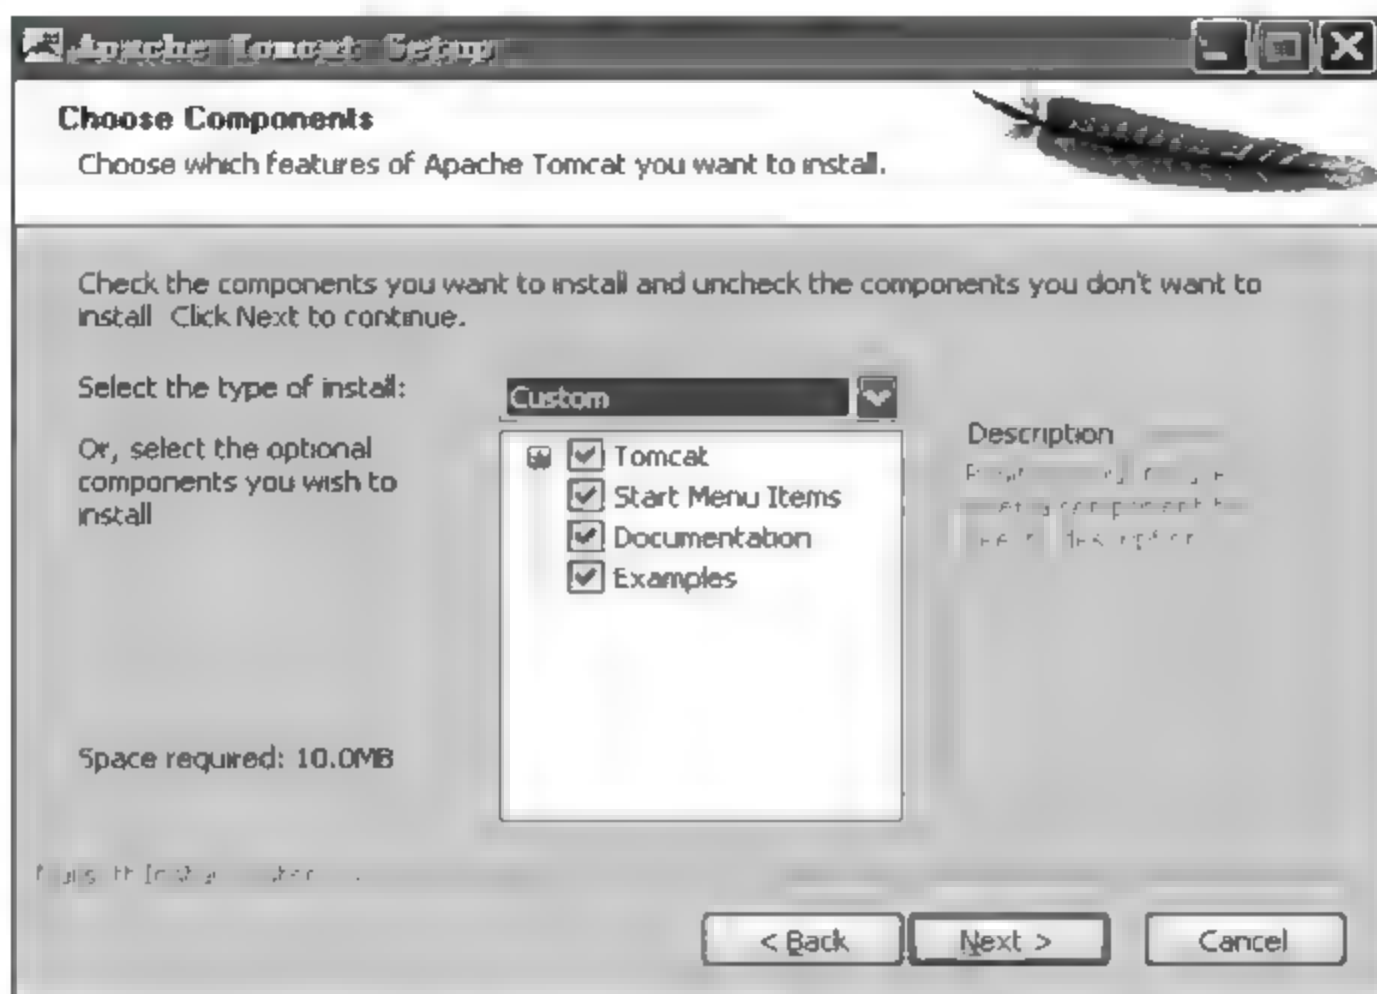 Apache Tomcat Setup
Choose Components
Choose which features of Apache Tomcat you want to install.
Check the components you want to install and uncheck the components you don't want to
install Click Next to continue.
Select the type of install:
Custom
Or, select the optional
components you wish to
install
Tomcat
Start Menu Items
Documentation
Examples
Description
component
description
Space required: 10.0MB
< Back
Next >
Cancel